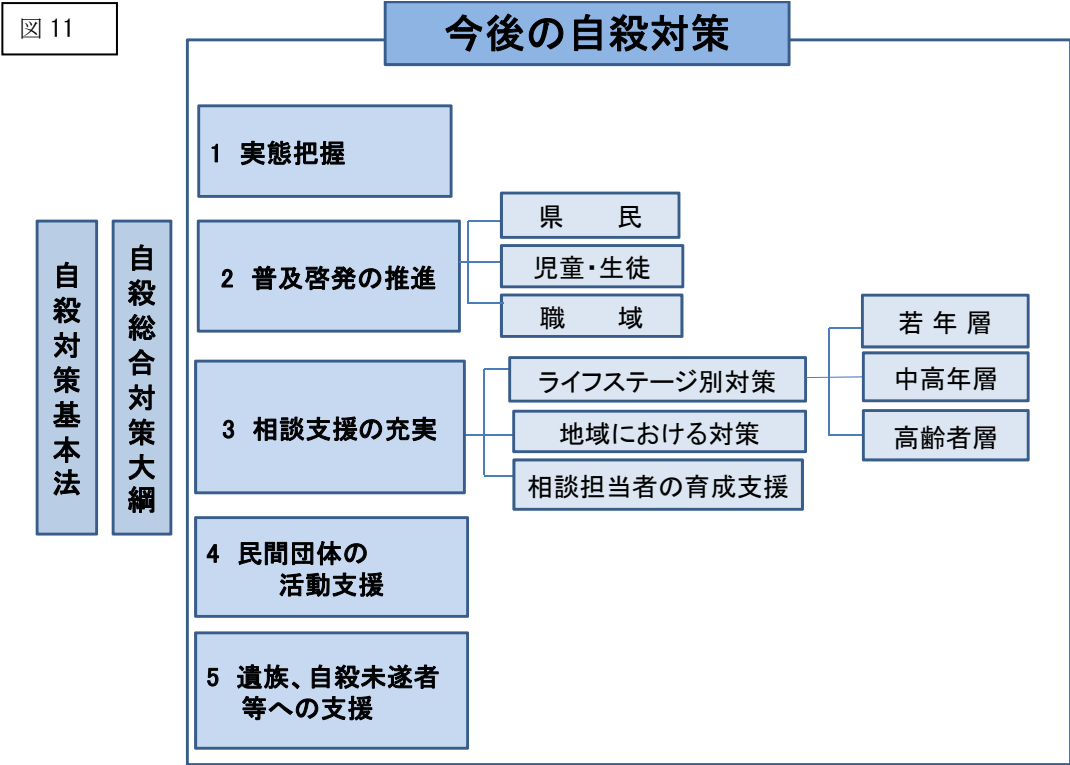 図 11
今後の自殺対策
自殺対策基本法
自殺総合対策大綱
1 実態把握
2 普及啓発の推進
県　　民
児童・生徒
職　　域
3 相談支援の充実
ライフステージ別対策
若 年 層
中高年層
高齢者層
地域における対策
相談担当者の育成支援
4 民間団体の
活動支援
5 遺族、自殺未遂者
等への支援